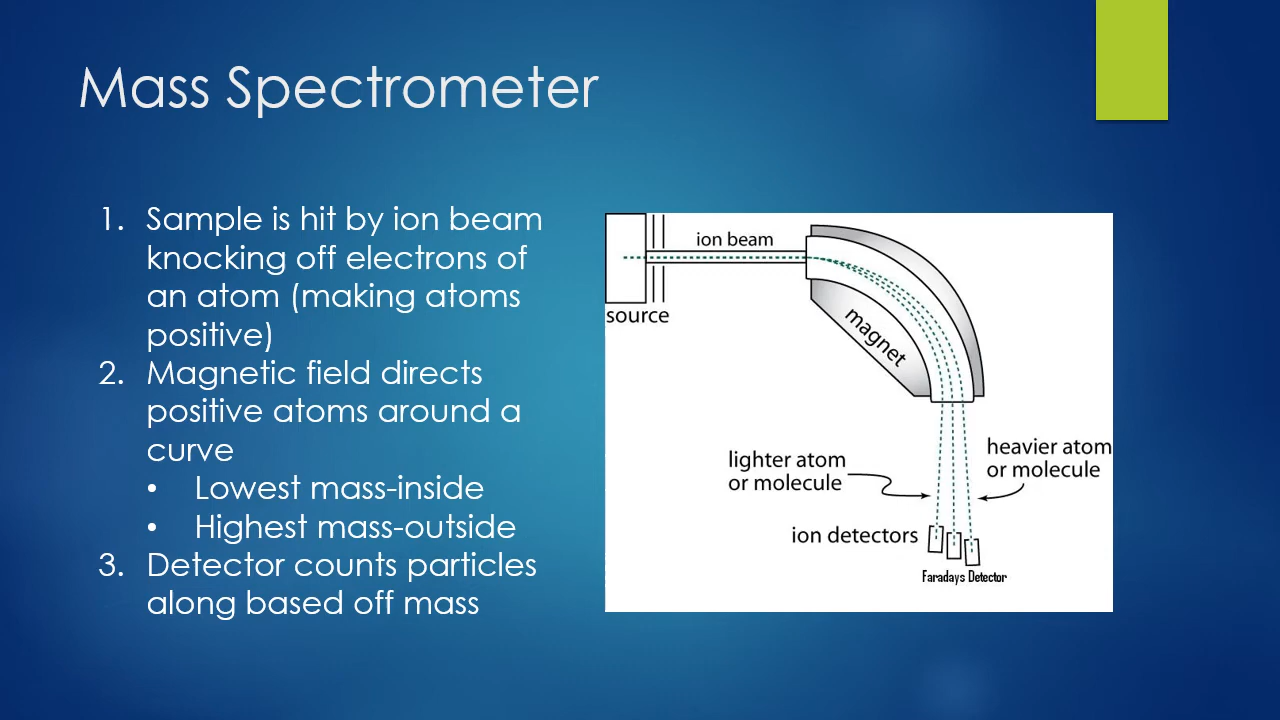 Mass Spectrometer
1. Sample is hit by ion beam
knocking off electrons of
an atom (making atoms
positive)
2. Magnetic field directs
positive atoms around a
curve
• Lowest mass-inside
• Highest mass-outside
3. Detector counts particles
along based off mass
ion beam
source
magnet
lighter atom
or molecule
heavier atom
or molecule
ion detectors
Faradays Detector